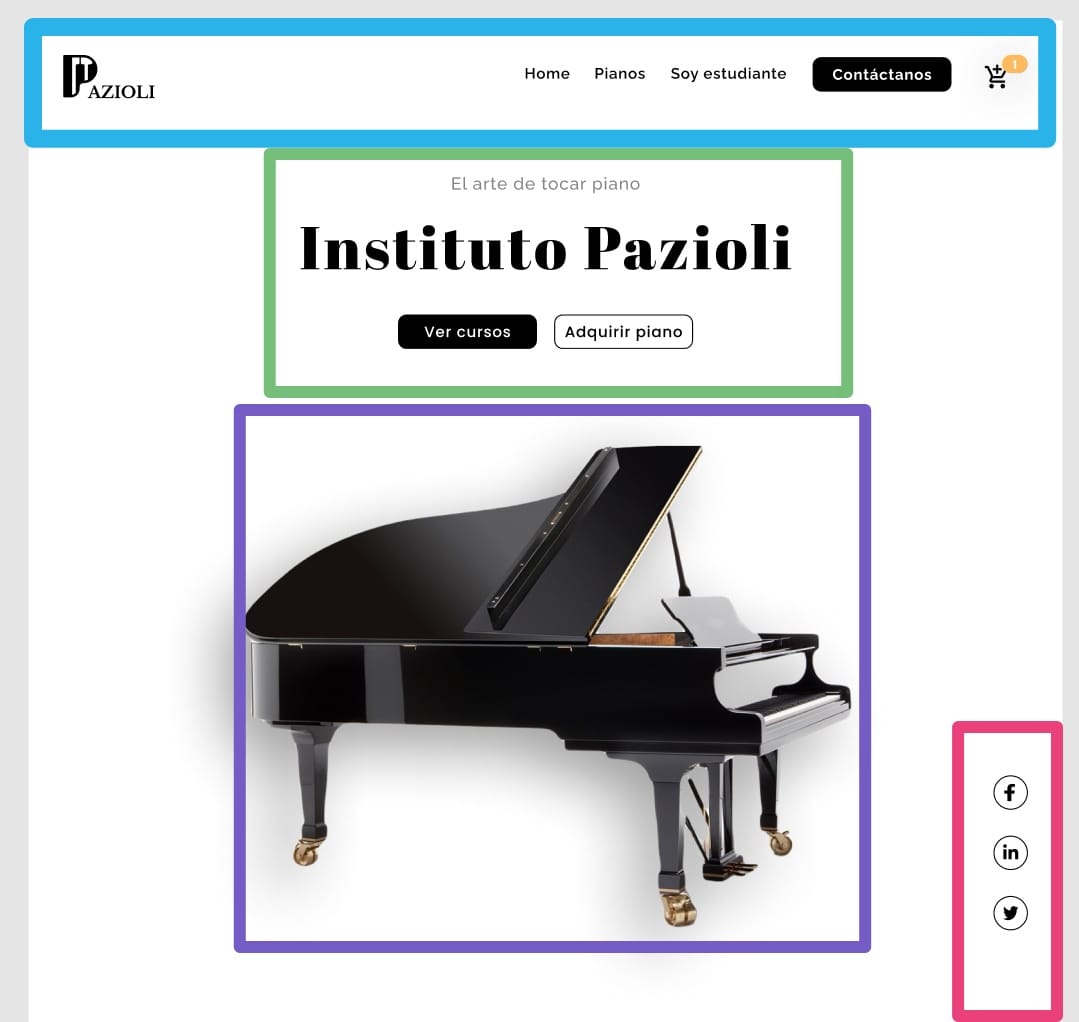 PAZIOLI
Home Pianos Soy estudiante Contáctanos 1
El arte de tocar piano
Instituto Pazioli
Ver cursos Adquirir piano
f
in